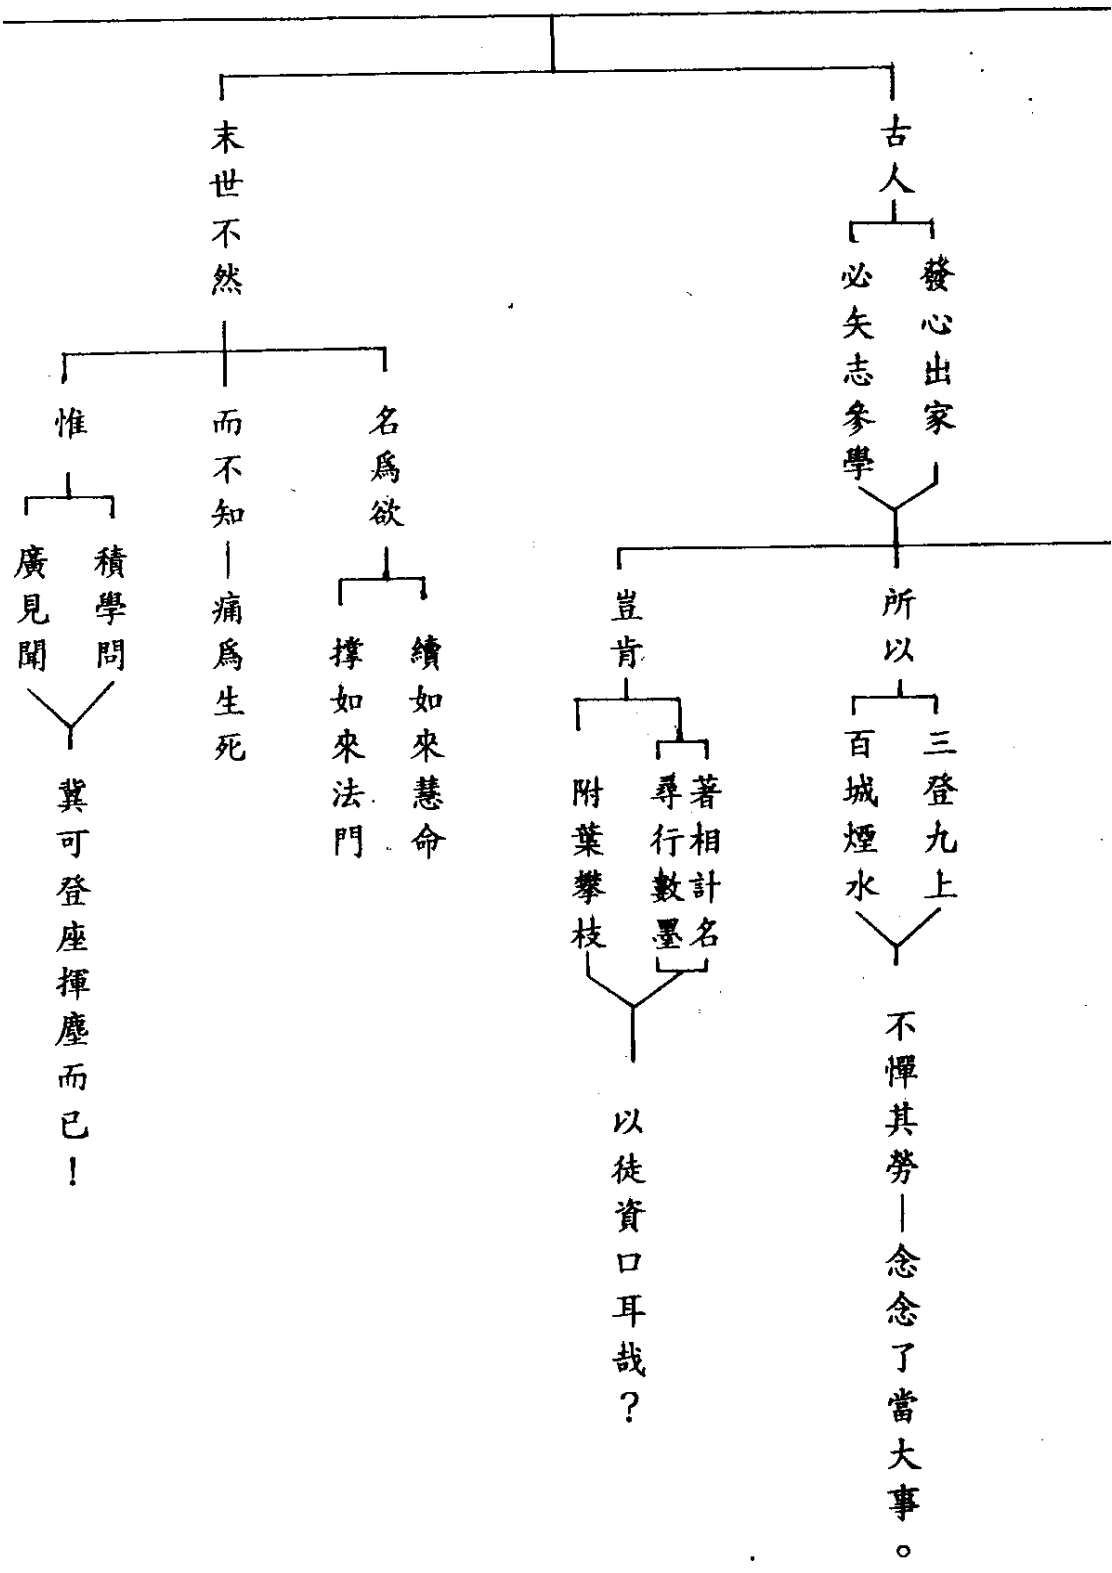 古人
發心出家
必矢志參學
所以
三登九上
百城煙水
不憚其勞—念念了當大事。
豈肯
著相計名
尋行數墨
附葉攀枝
以徒資口耳哉？
末世不然
名爲欲
續如來慧命
撐如來法門
而不知—痛爲生死
惟
積學問
廣見聞
冀可登座揮麈而已！